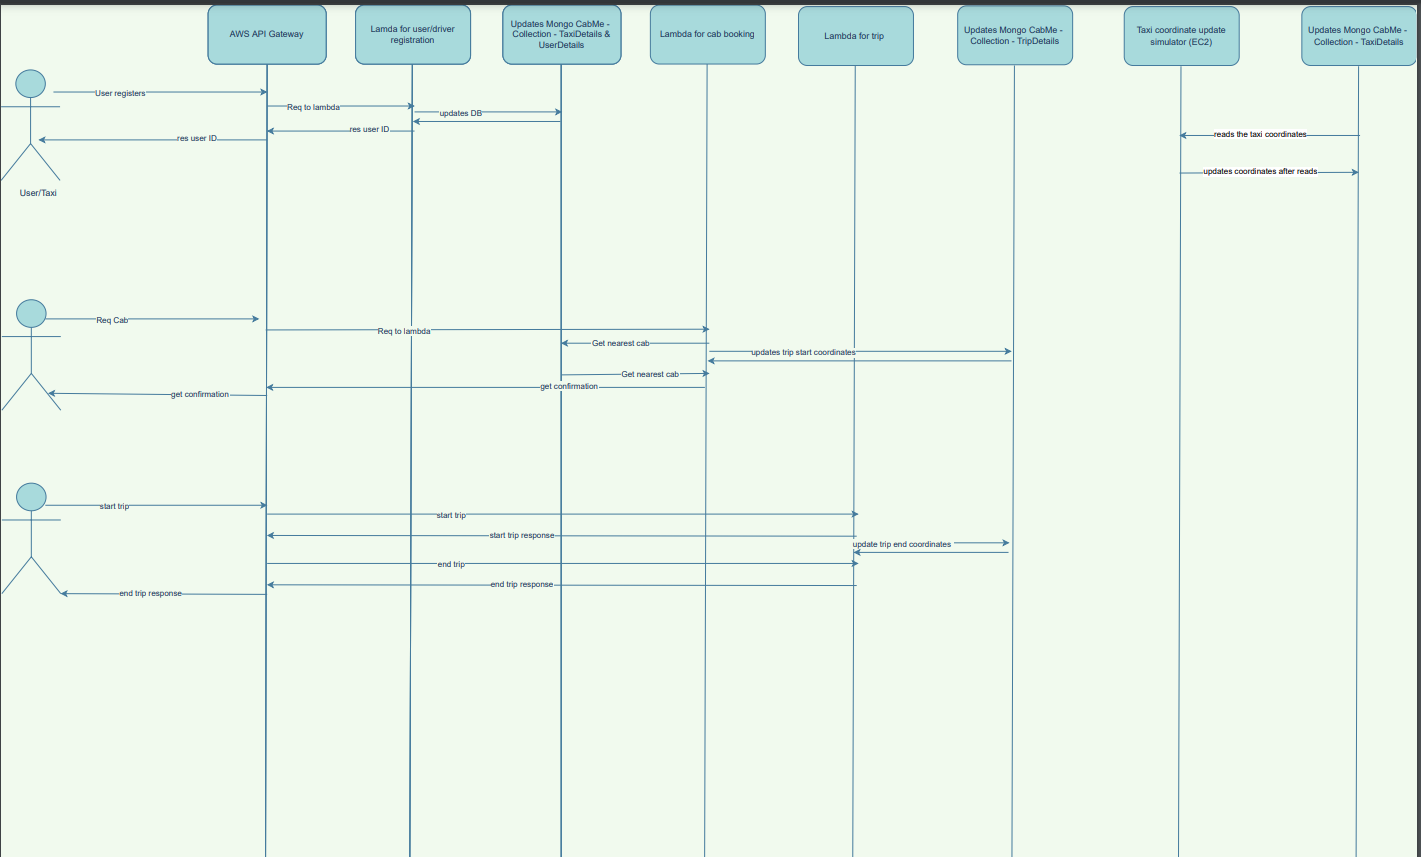 AWS API Gateway
Lamda for user/driver
registration
Updates Mongo CabMe -
Collection - TaxiDetails &
UserDetails
Lambda for cab booking
Lambda for trip
Updates Mongo CabMe -
Collection - TripDetails
Taxi coordinate update
simulator (EC2)
Updates Mongo CabMe -
Collection - TaxiDetails
User registers
Req to lambda
updates DB
res user ID
res user ID
reads the taxi coordinates
updates coordinates after reads
User/Taxi
Req Cab
Req to lambda
Get nearest cab
updates trip start coordinates
Get nearest cab
get confirmation
get confirmation
start trip
start trip
start trip response
update trip end coordinates
end trip
end trip response
end trip response